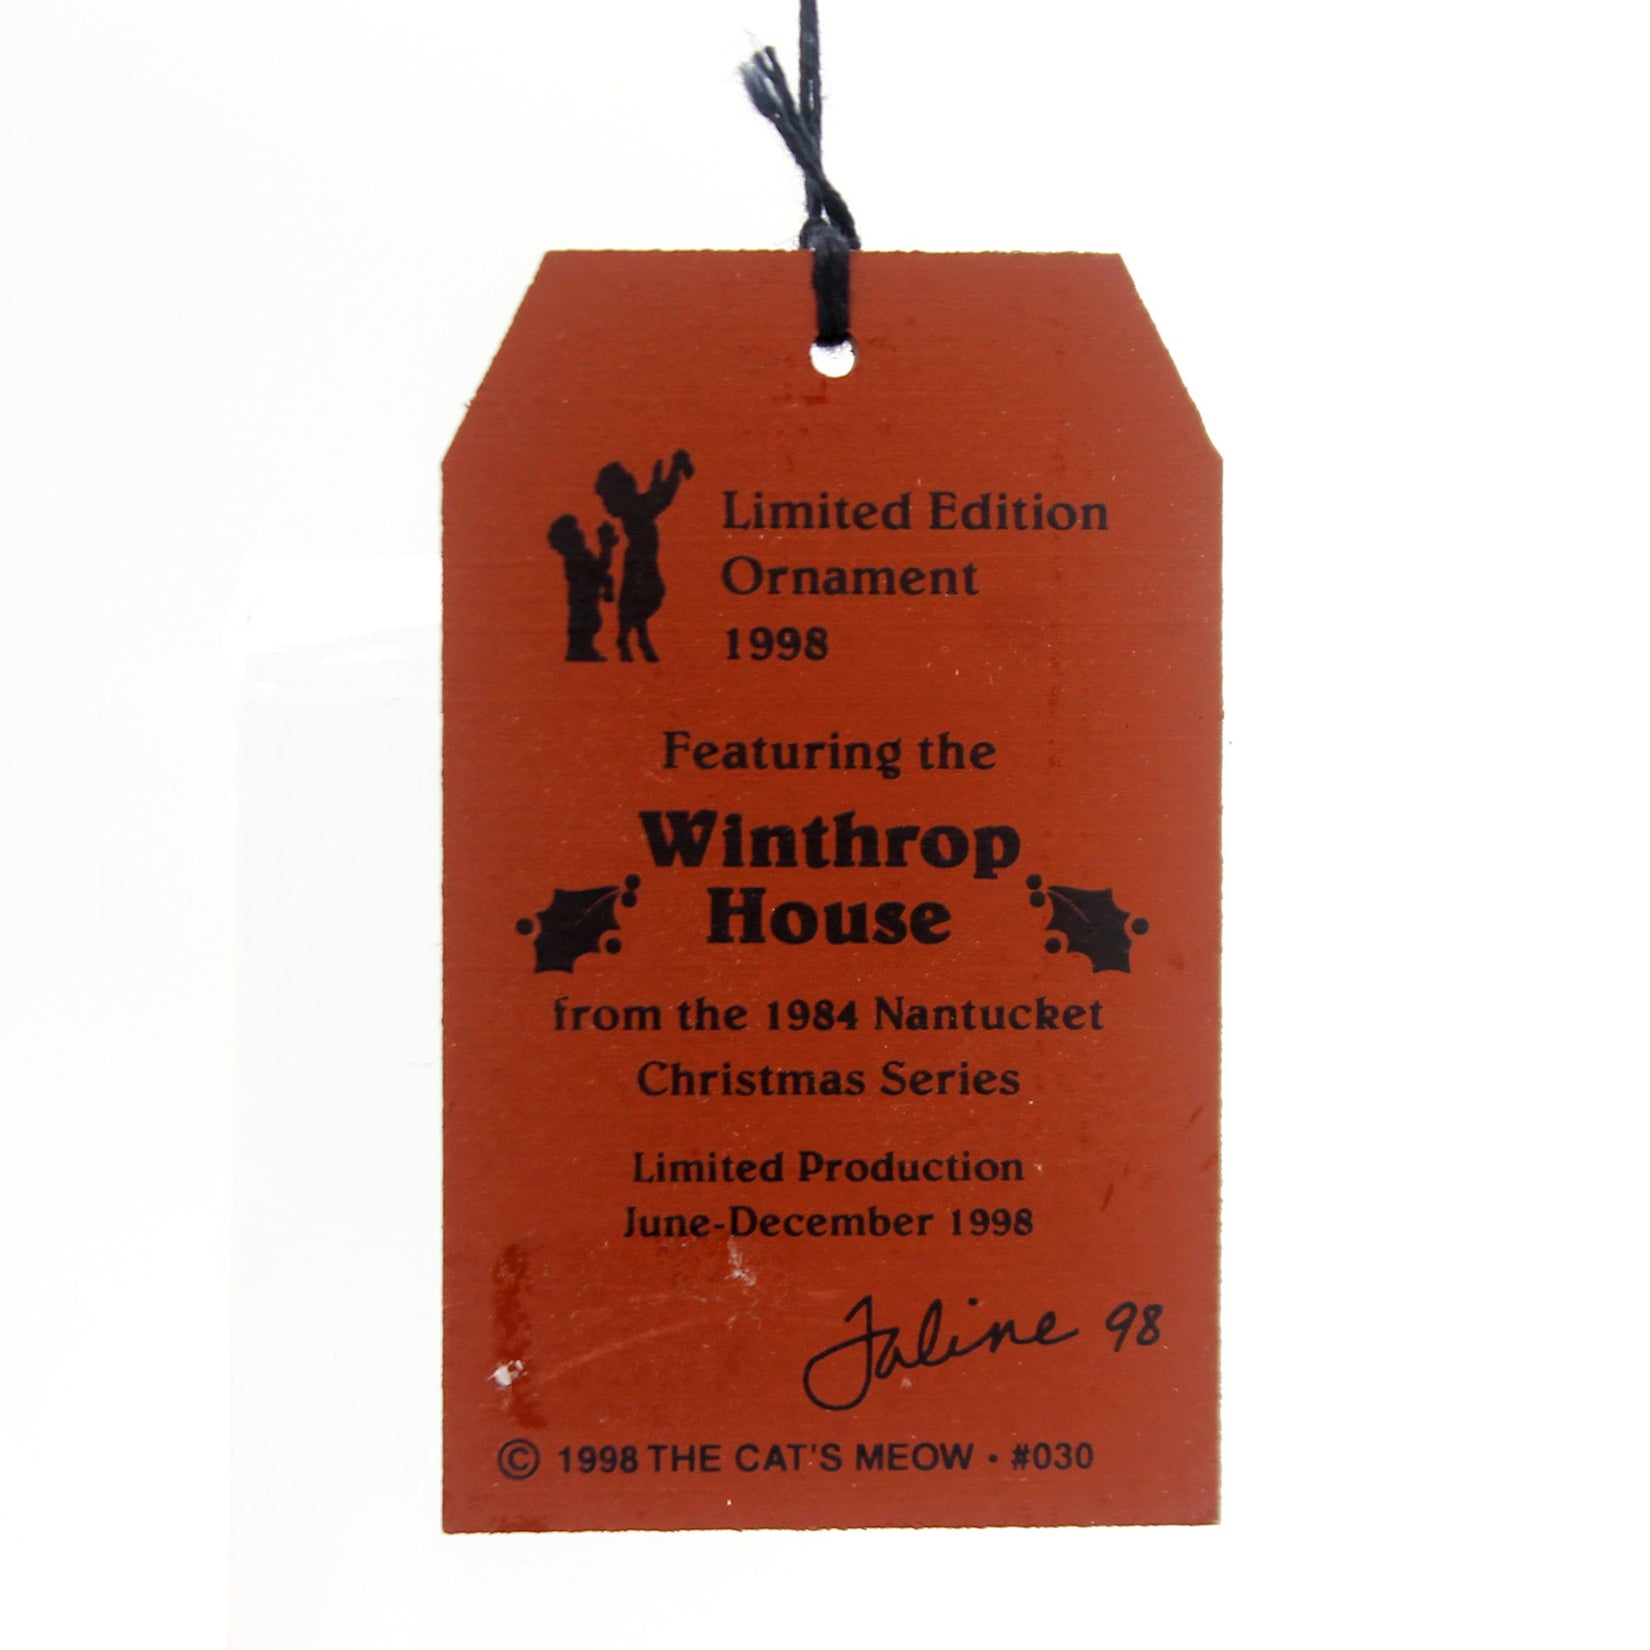 Limited Edition
Ornament
1998
Featuring the
Winthrop
House
from the 1984 Nantucket
Christmas Series
Limited Production
June-December 1998
Faline 98
© 1998 THE CAT'S MEOW • #030